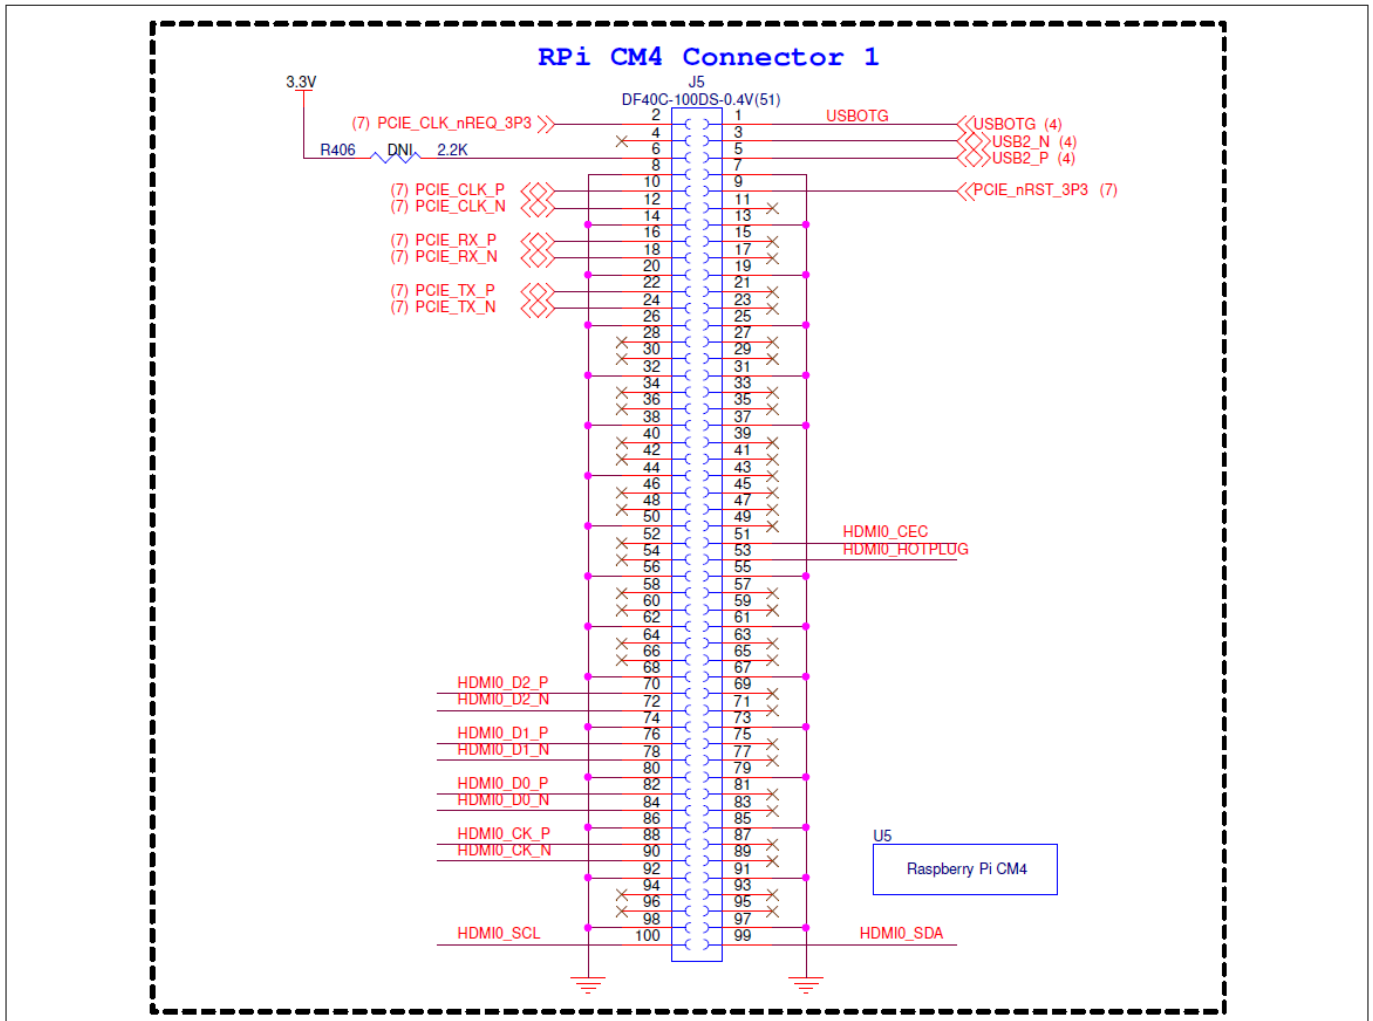 RPi CM4 Connector 1
3.3V
J5
DF40C-100DS-0.4V(51)
(7) PCIE_CLK_nREQ_3P3 2 1 USBOTG USBOTG (4)
4 3 USB2_N (4)
R406 DNI 2.2K 6 5 USB2_P (4)
8 7
(7) PCIE_CLK_P 10 9 PCIE_nRST_3P3 (7)
(7) PCIE_CLK_N 12 11
14 13
(7) PCIE_RX_P 16 15
(7) PCIE_RX_N 18 17
20 19
(7) PCIE_TX_P 22 21
(7) PCIE_TX_N 24 23
26 25
28 27
30 29
32 31
34 33
36 35
38 37
40 39
42 41
44 43
46 45
48 47
50 49
52 51 HDMI0_CEC
54 53 HDMI0_HOTPLUG
56 55
58 57
60 59
62 61
64 63
66 65
68 67
HDMI0_D2_P 70 69
HDMI0_D2_N 72 71
74 73
HDMI0_D1_P 76 75
HDMI0_D1_N 78 77
80 79
HDMI0_D0_P 82 81
HDMI0_D0_N 84 83
86 85
HDMI0_CK_P 88 87
HDMI0_CK_N 90 89
92 91
94 93
96 95
98 97
HDMI0_SCL 100 99 HDMI0_SDA
U5
Raspberry Pi CM4